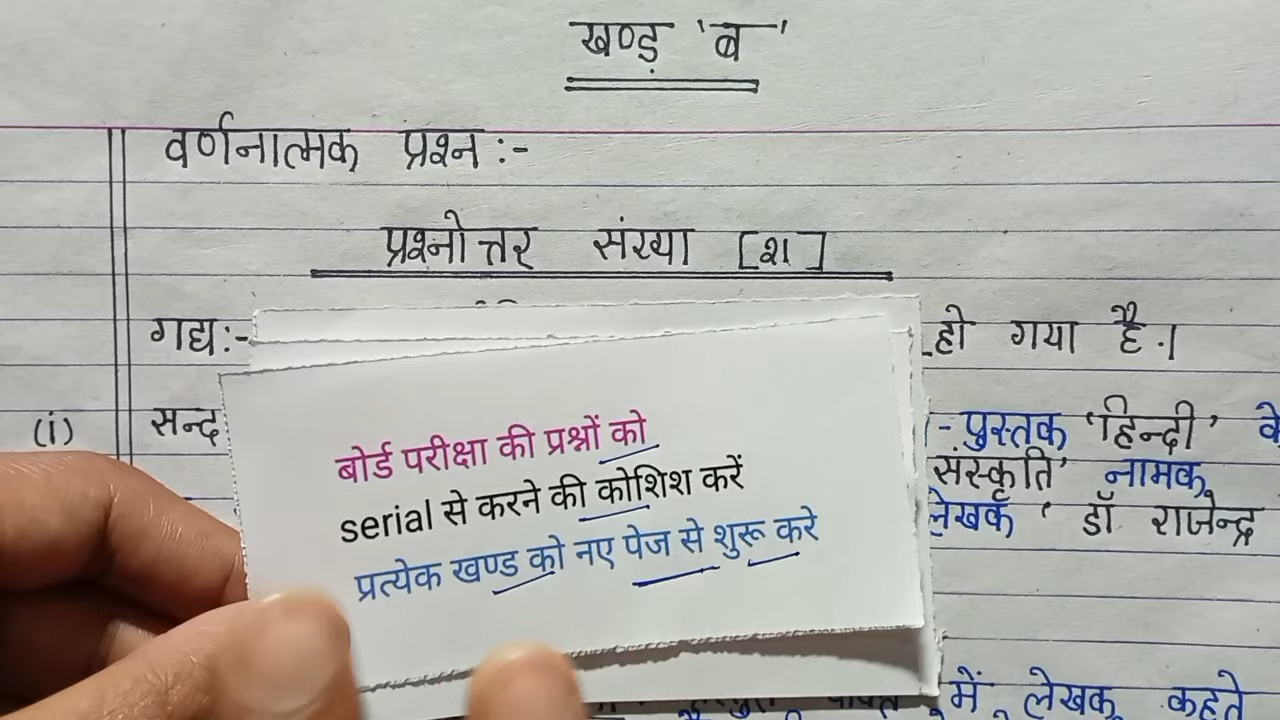 खण्ड़ 'ब'
वर्णनात्मक प्रश्न :-
प्रश्नोत्तर संख्या [श]
गद्य:- हो गया है।
(i) सन्द - पुस्तक 'हिन्दी' के
संस्कृति' नामक
लेखक ' डॉ राजेन्द्र
बोर्ड परीक्षा की प्रश्नों को
serial से करने की कोशिश करें
प्रत्येक खण्ड को नए पेज से शुरू करे
में लेखक कहते